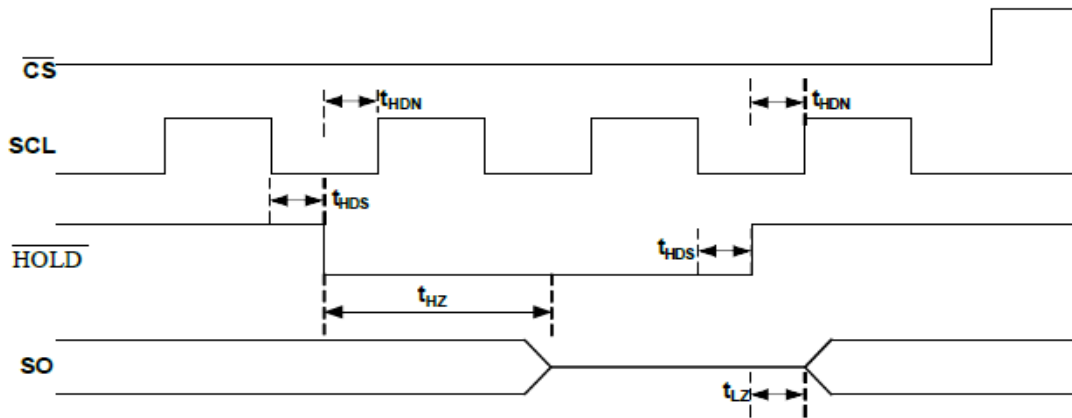 CS
tHDN
tHDN
SCL
tHDS
HOLD
tHDS
tHZ
SO
tLZ